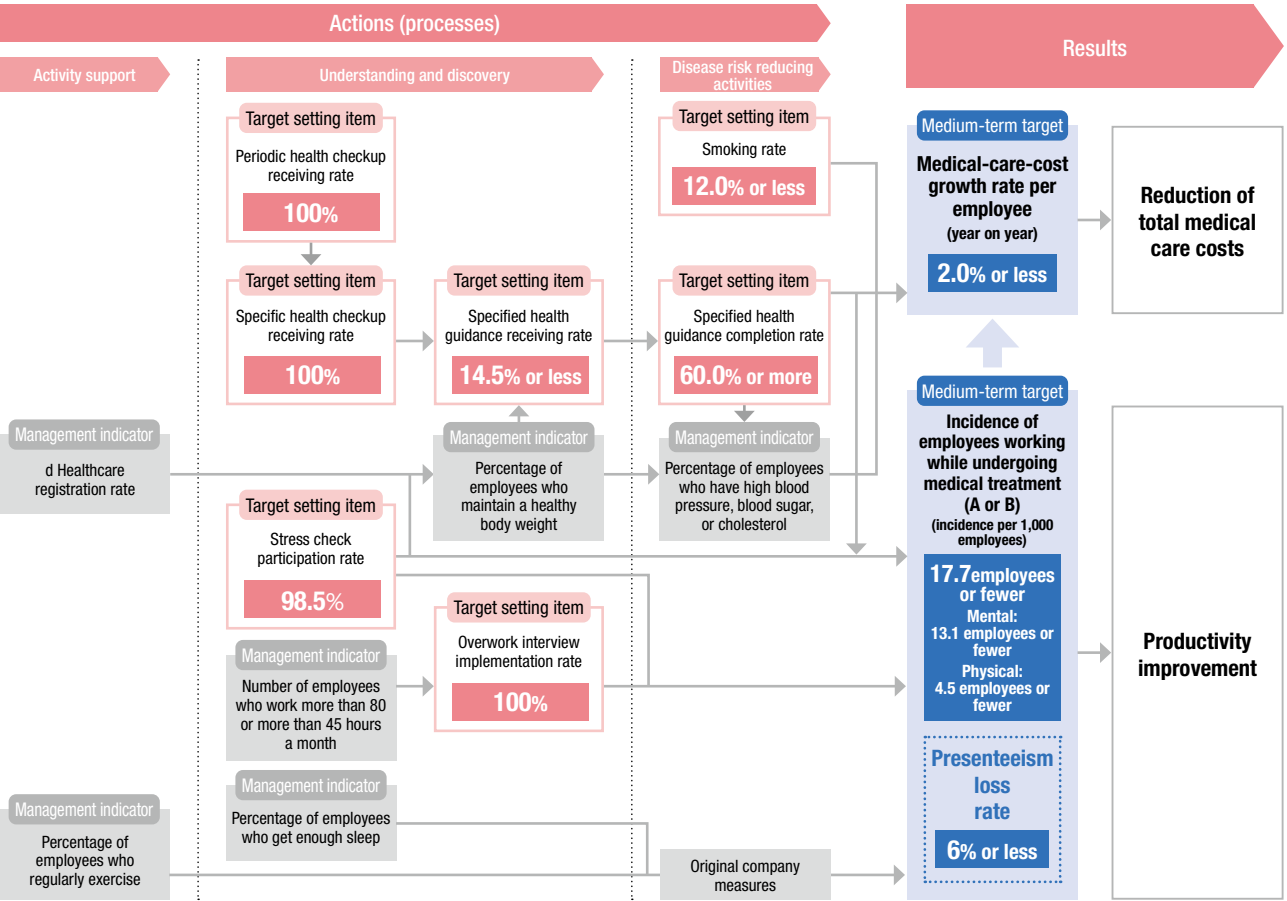 Actions (processes)
Results
Activity support
Understanding and discovery
Disease risk reducing
activities
Target setting item
Periodic health checkup
receiving rate
100%
Target setting item
Smoking rate
12.0% or less
Target setting item
Specific health checkup
receiving rate
100%
Target setting item
Specified health
guidance receiving rate
14.5% or less
Target setting item
Specified health
guidance completion rate
60.0% or more
Management indicator
d Healthcare
registration rate
Management indicator
Percentage of
employees who
maintain a healthy
body weight
Management indicator
Percentage of employees
who have high blood
pressure, blood sugar,
or cholesterol
Target setting item
Stress check
participation rate
98.5%
Target setting item
Overwork interview
implementation rate
100%
Management indicator
Number of employees
who work more than 80
or more than 45 hours
a month
Management indicator
Percentage of employees
who get enough sleep
Management indicator
Percentage of
employees who
regularly exercise
Original company
measures
Medium-term target
Medical-care-cost
growth rate per
employee
(year on year)
2.0% or less
Reduction of
total medical
care costs
Medium-term target
Incidence of
employees working
while undergoing
medical treatment
(A or B)
(incidence per 1,000
employees)
17.7employees
or fewer
Mental:
13.1 employees or
fewer
Physical:
4.5 employees or
fewer
Presenteeism
loss
rate
6% or less
Productivity
improvement